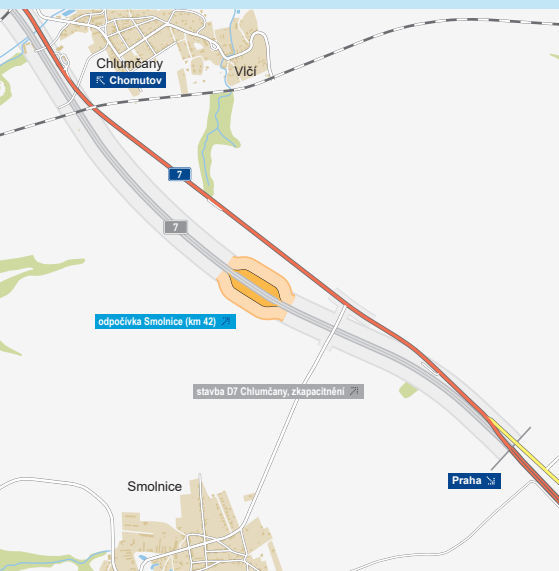 Chlumčany
Vlčí
Chomutov
7
7
odpočívka Smolnice (km 42)
stavba D7 Chlumčany, zkapacitnění
Praha
Smolnice